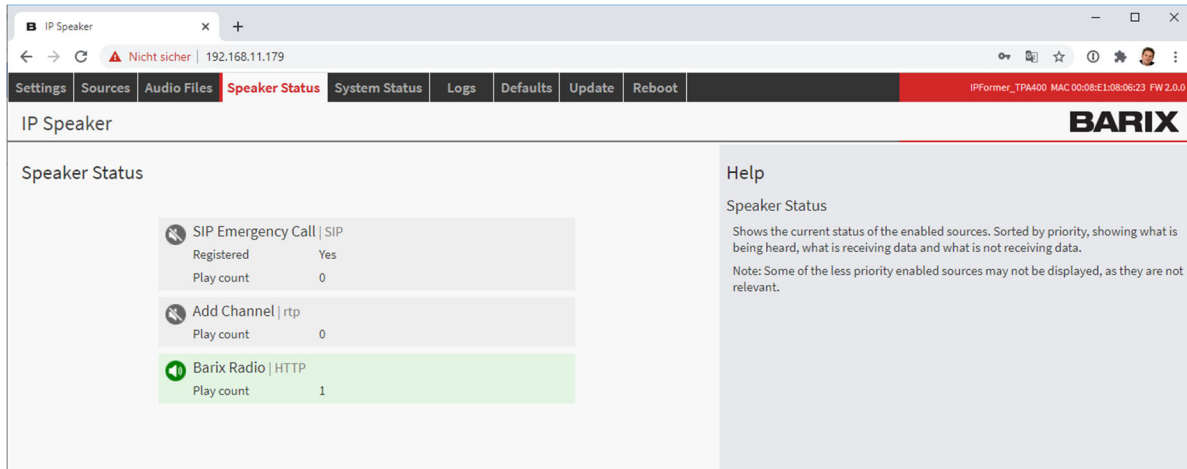 B IP Speaker
Nicht sicher | 192.168.11.179
Settings Sources Audio Files Speaker Status System Status Logs Defaults Update Reboot
IPFormer_TPA400 MAC 00:08:E1:08:06:23 FW 2.0.0
IP Speaker
BARIX
Speaker Status
SIP Emergency Call | SIP
Registered Yes
Play count 0
Add Channel | rtp
Play count 0
Barix Radio | HTTP
Play count 1
Help
Speaker Status
Shows the current status of the enabled sources. Sorted by priority, showing what is
being heard, what is receiving data and what is not receiving data.
Note: Some of the less priority enabled sources may not be displayed, as they are not
relevant.